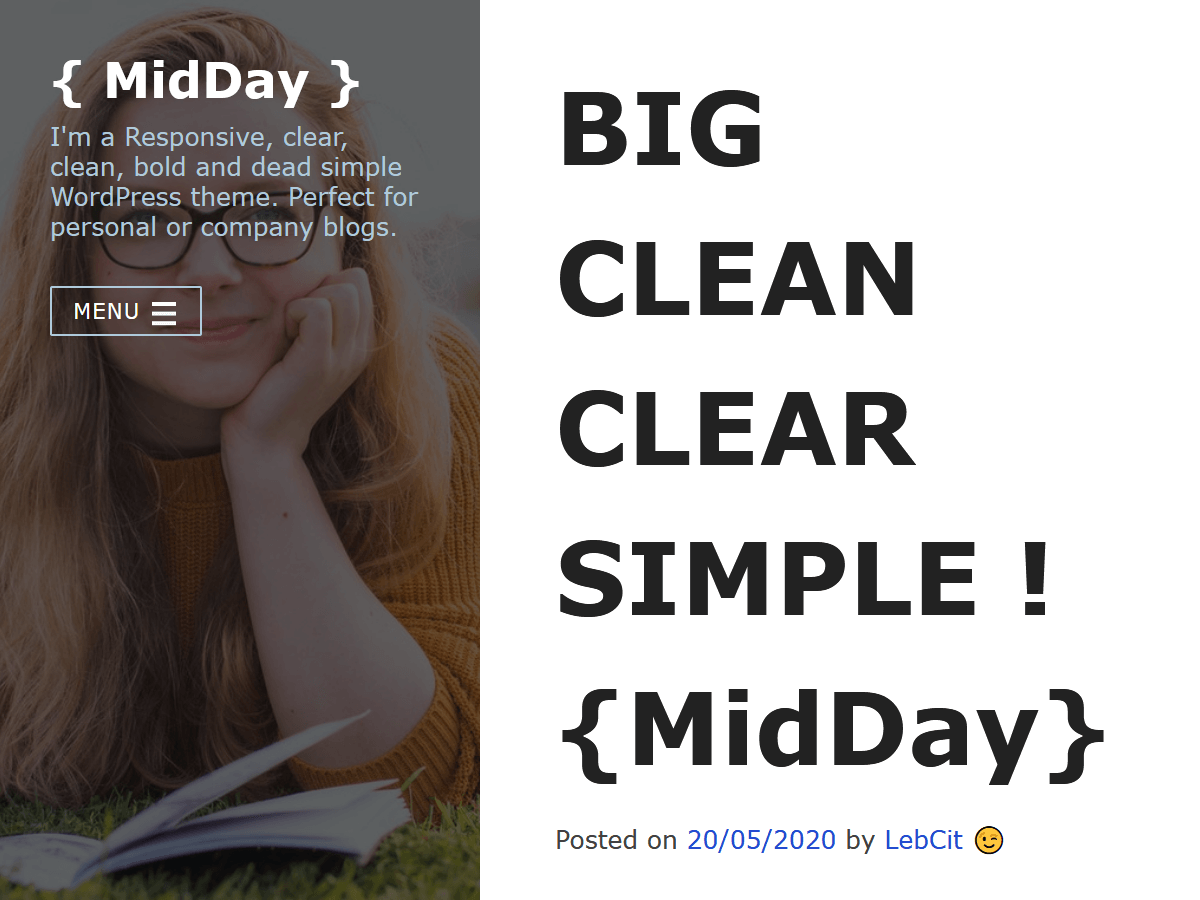 { MidDay }
I'm a Responsive, clear,
clean, bold and dead simple
WordPress theme. Perfect for
personal or company blogs.
MENU
BIG
CLEAN
CLEAR
SIMPLE !
{MidDay}
Posted on 20/05/2020 by LebCit 😉